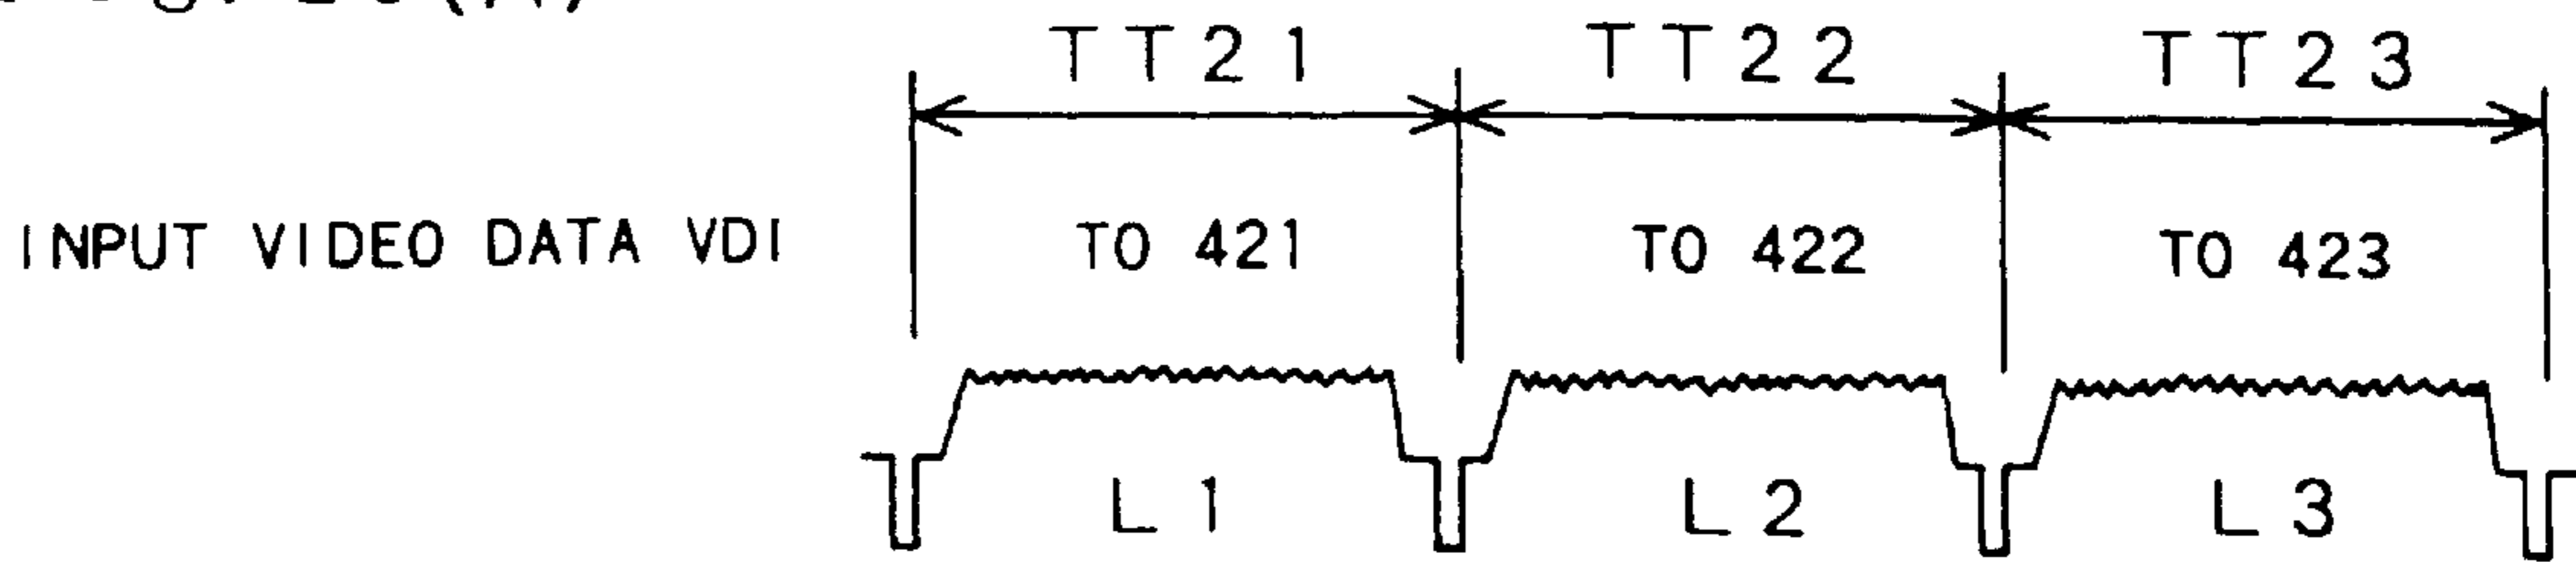 TT21 TT22 TT23
INPUT VIDEO DATA VDI TO 421 TO 422 TO 423
L1 L2 L3